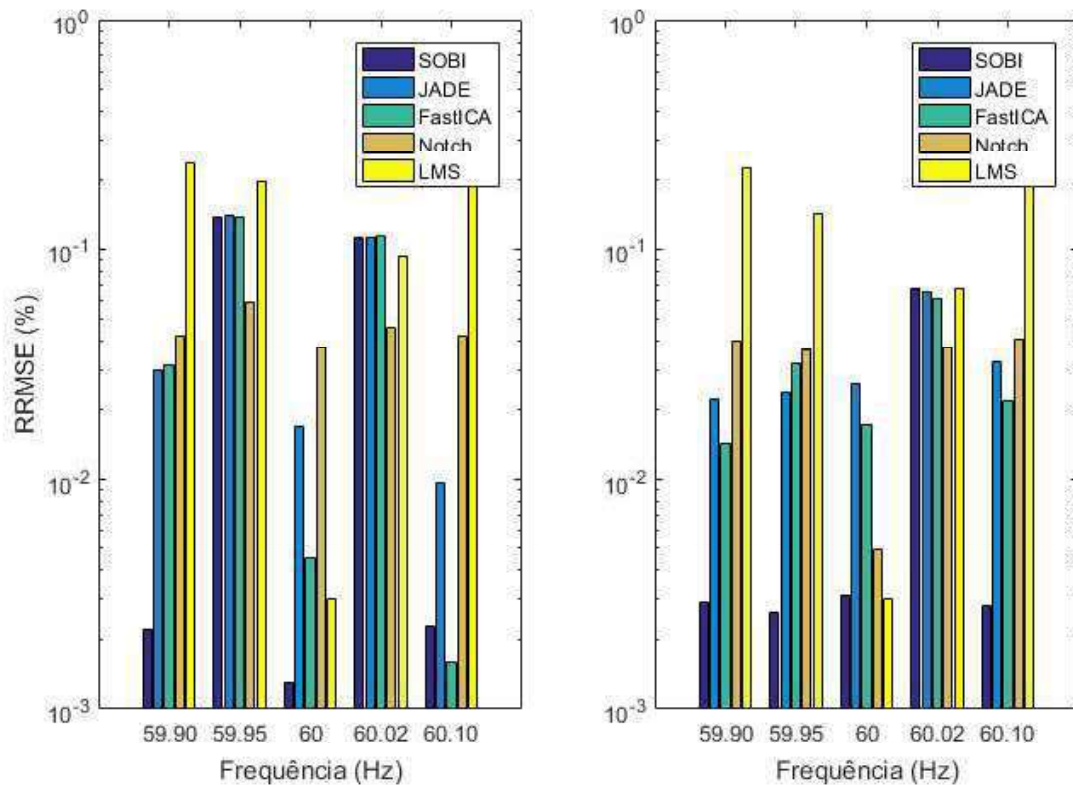 10^0
10^-1
10^-2
10^-3
RRMSE (%)
SOBI
JADE
FastICA
Notch
LMS
59.90 59.95 60 60.02 60.10
Frequência (Hz)
10^0
10^-1
10^-2
10^-3
SOBI
JADE
FastICA
Notch
LMS
59.90 59.95 60 60.02 60.10
Frequência (Hz)